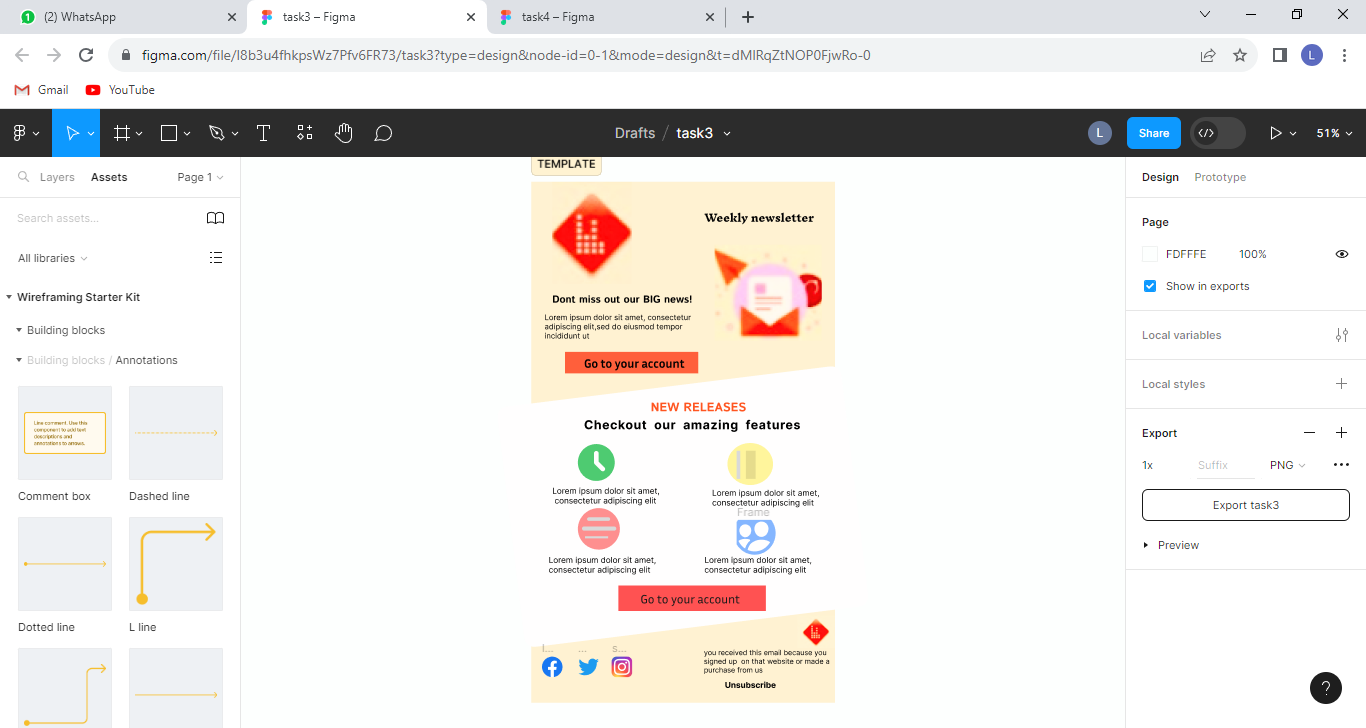 (2) WhatsApp
task3 – Figma
task4 – Figma
figma.com/file/I8b3u4fhkpsWz7Pfv6FR73/task3?type=design&node-id=0-1&mode=design&t=dMIRqZtNOP0FjwRo-0
L
Gmail
YouTube
Drafts / task3
L
Share
51%
Layers
Assets
Page 1
Search assets...
All libraries
Wireframing Starter Kit
Building blocks
Building blocks / Annotations
Line comment. Use this
component to add text
descriptions and
annotations to arrows.
Comment box
Dashed line
Dotted line
L line
TEMPLATE
Weekly newsletter
Dont miss out our BIG news!
Lorem ipsum dolor sit amet, consectetur
adipiscing elit,sed do eiusmod tempor
incididunt ut
Go to your account
NEW RELEASES
Checkout our amazing features
Lorem ipsum dolor sit amet,
consectetur adipiscing elit
Lorem ipsum dolor sit amet,
consectetur adipiscing elit
Frame
Lorem ipsum dolor sit amet,
consectetur adipiscing elit
Lorem ipsum dolor sit amet,
consectetur adipiscing elit
Go to your account
I...
...
s...
you received this email because you
signed up on that website or made a
purchase from us
Unsubscribe
Design
Prototype
Page
FDFFFE
100%
Show in exports
Local variables
Local styles
Export
1x
Suffix
PNG
Export task3
Preview
?